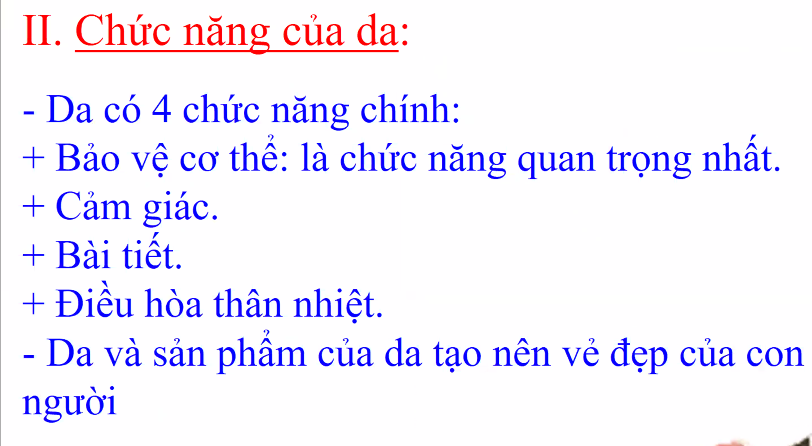 II. Chức năng của da:
- Da có 4 chức năng chính:
+ Bảo vệ cơ thể: là chức năng quan trọng nhất.
+ Cảm giác.
+ Bài tiết.
+ Điều hòa thân nhiệt.
- Da và sản phẩm của da tạo nên vẻ đẹp của con
người